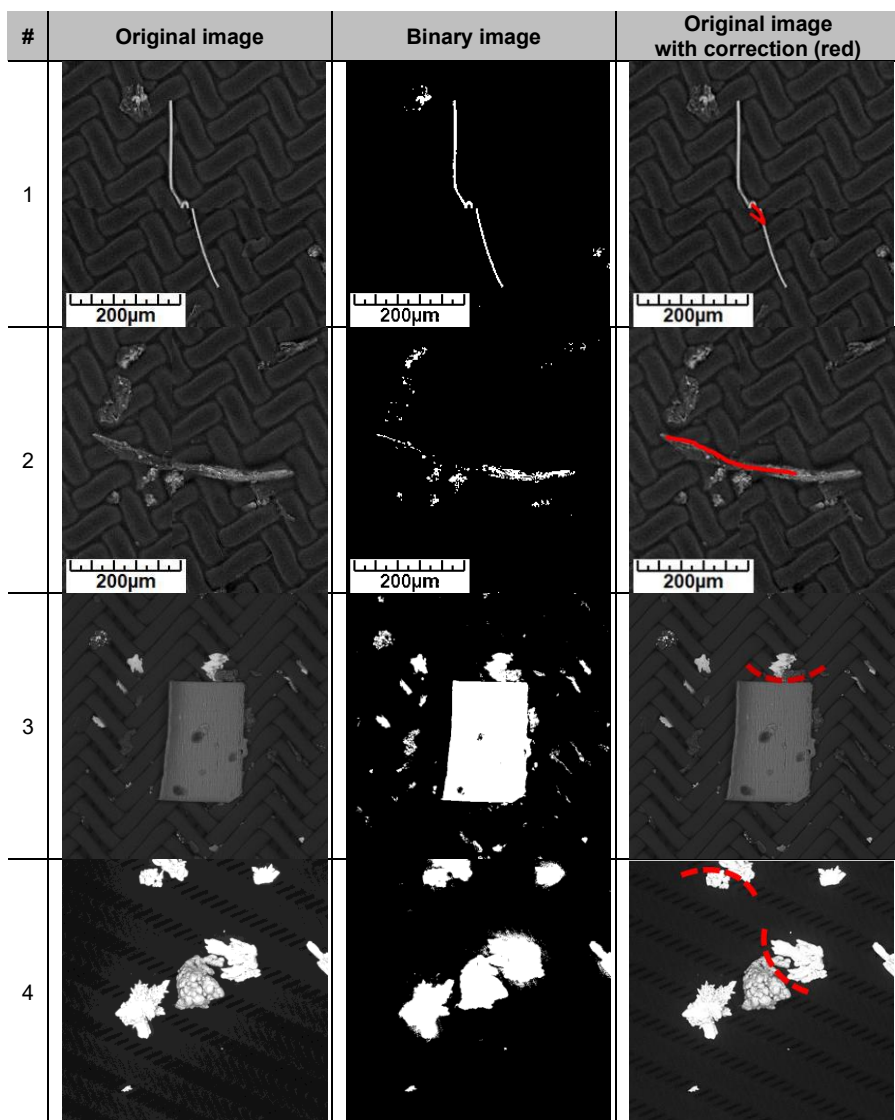 # Original image Binary image Original image
with correction (red)
1
200µm 200µm 200µm
2
200µm 200µm 200µm
3
4